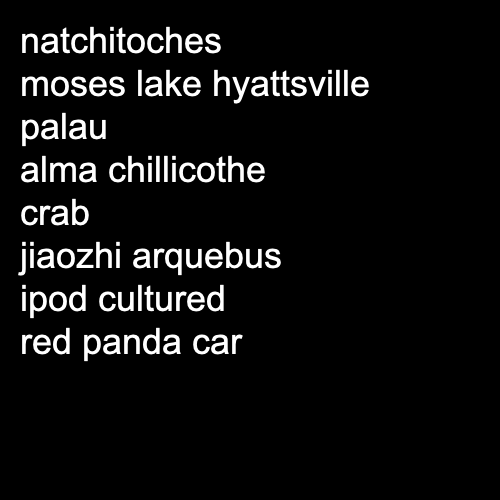 natchitoches
moses lake hyattsville
palau
alma chillicothe
crab
jiaozhi arquebus
ipod cultured
red panda car